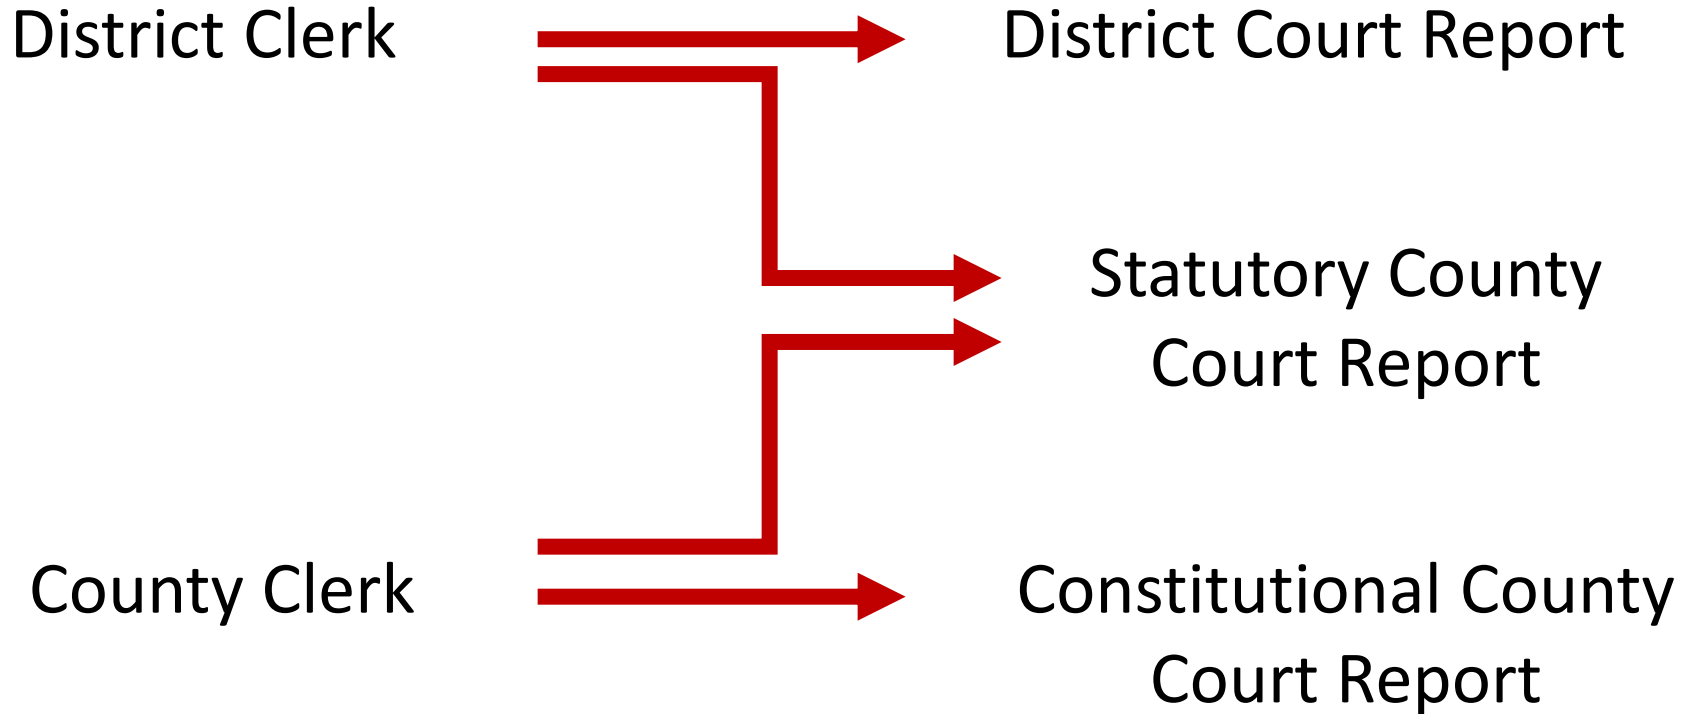 District Clerk
District Court Report
Statutory County
Court Report
County Clerk
Constitutional County
Court Report